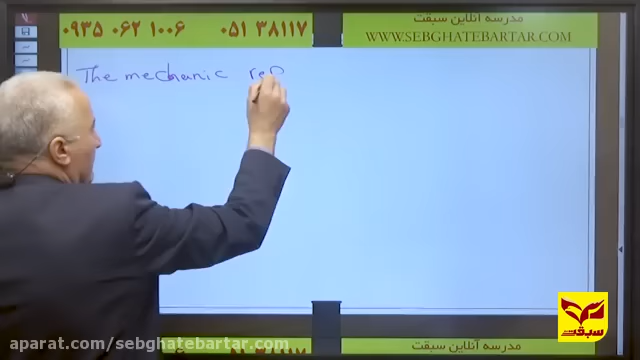 ۰۹۳۵ ۰۶۲ ۱۰۰۶ ۰۵۱ ۳۸۱۱۷
مدرسه آنلاین سبقت
WWW.SEBGHATEBARTAR.COM
The mechanic rep
سبقت
aparat.com/sebghatebartar.com
مدرسه آنلاین سبقت